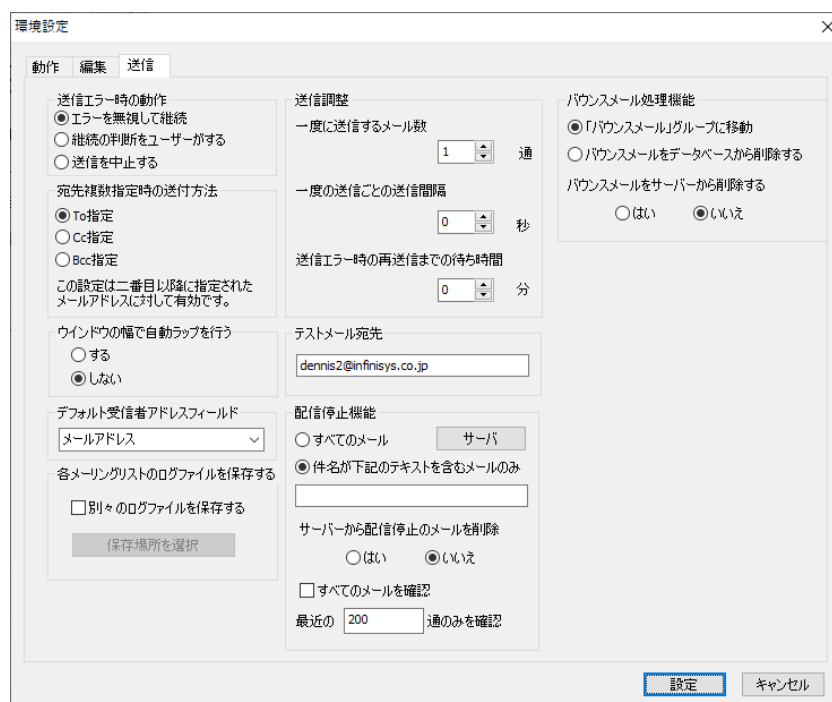 環境設定
動作
編集
送信
送信エラー時の動作
エラーを無視して継続
継続の判断をユーザーがする
送信を中止する
宛先複数指定時の送付方法
To指定
Cc指定
Bcc指定
この設定は二番目以降に指定された
メールアドレスに対して有効です。
ウインドウの幅で自動ラップを行う
する
しない
デフォルト受信者アドレスフィールド
メールアドレス
各メーリングリストのログファイルを保存する
別々のログファイルを保存する
保存場所を選択
送信調整
一度に送信するメール数
1 通
一度の送信ごとの送信間隔
0 秒
送信エラー時の再送信までの待ち時間
0 分
テストメール宛先
dennis2@infinisys.co.jp
配信停止機能
すべてのメール サーバ
件名が下記のテキストを含むメールのみ
サーバーから配信停止のメールを削除
はい いいえ
すべてのメールを確認
最近の 200 通のみを確認
バウンスメール処理機能
「バウンスメール」グループに移動
バウンスメールをデータベースから削除する
バウンスメールをサーバーから削除する
はい いいえ
設定 キャンセル